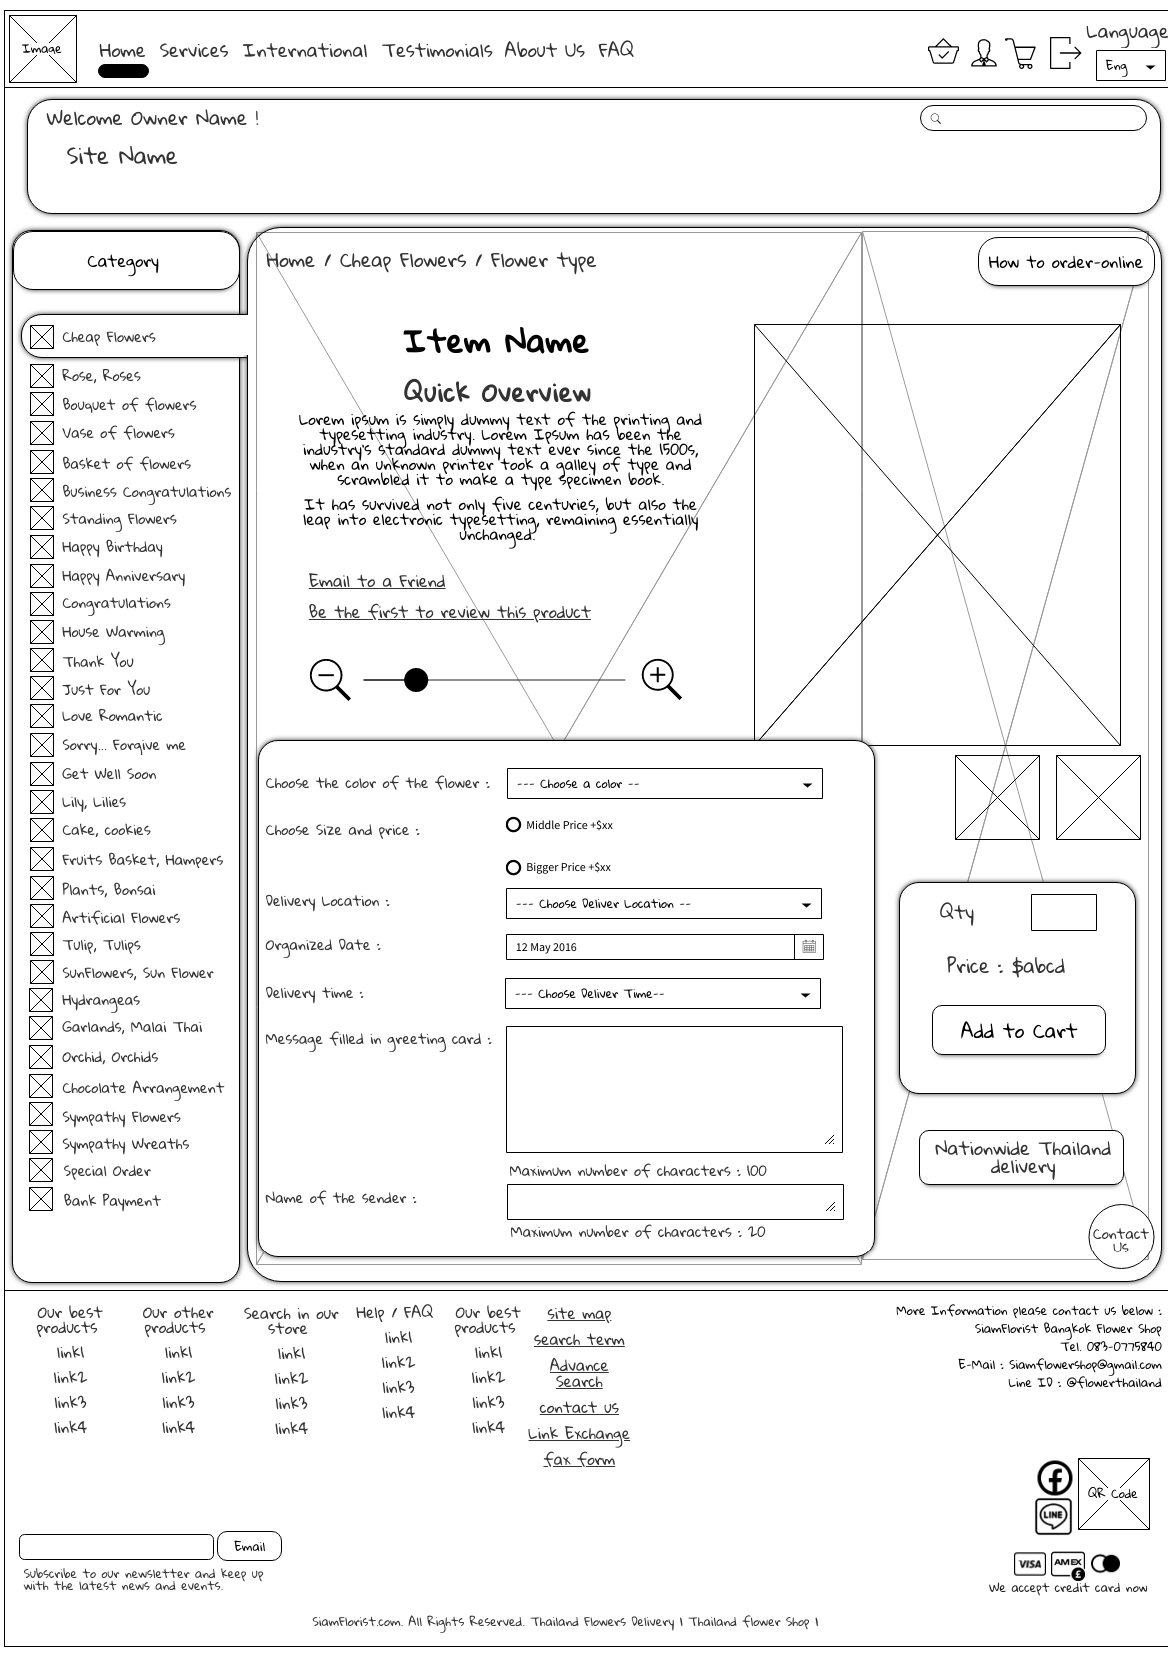 Image
Home
Services
International
Testimonials
About Us
FAQ
Language
Eng
Welcome Owner Name !
Site Name
Category
Cheap Flowers
Rose, Roses
Bouquet of flowers
Vase of flowers
Basket of flowers
Business Congratulations
Standing Flowers
Happy Birthday
Happy Anniversary
Congratulations
House Warming
Thank You
Just For You
Love Romantic
Sorry... Forgive me
Get Well Soon
Lily, Lilies
Cake, cookies
Fruits Basket, Hampers
Plants, Bonsai
Artificial Flowers
Tulip, Tulips
SunFlowers, Sun Flower
Hydrangeas
Garlands, Malai Thai
Orchid, Orchids
Chocolate Arrangement
Sympathy Flowers
Sympathy Wreaths
Special Order
Bank Payment
Home / Cheap Flowers / Flower type
How to order-online
Item Name
Quick Overview
Lorem ipsum is simply dummy text of the printing and
typesetting industry. Lorem Ipsum has been the
industry's standard dummy text ever since the 1500s,
when an unknown printer took a galley of type and
scrambled it to make a type specimen book.
It has survived not only five centuries, but also the
leap into electronic typesetting, remaining essentially
unchanged.
Email to a Friend
Be the first to review this product
Choose the color of the flower :
--- Choose a color --
Choose Size and price :
Middle Price +$xx
Bigger Price +$xx
Delivery Location :
--- Choose Deliver Location --
Organized Date :
12 May 2016
Delivery time :
--- Choose Deliver Time--
Message filled in greeting card :
Maximum number of characters : 100
Name of the sender :
Maximum number of characters : 20
Qty
Price : $abcd
Add to Cart
Nationwide Thailand
delivery
Contact
Us
Our best
products
link1
link2
link3
link4
Our other
products
link1
link2
link3
link4
Search in our
store
link1
link2
link3
link4
Help / FAQ
link1
link2
link3
link4
Our best
products
link1
link2
link3
link4
site map
search term
Advance
Search
contact us
Link Exchange
fax form
More Information please contact us below :
SiamFlorist Bangkok Flower Shop
Tel. 083-0775840
E-Mail : Siamflowershop@gmail.com
Line ID : @flowerthailand
LINE
QR Code
VISA
AMEX
£
We accept credit card now
Email
Subscribe to our newsletter and keep up
with the latest news and events.
SiamFlorist.com. All Rights Reserved. Thailand Flowers Delivery | Thailand flower Shop |